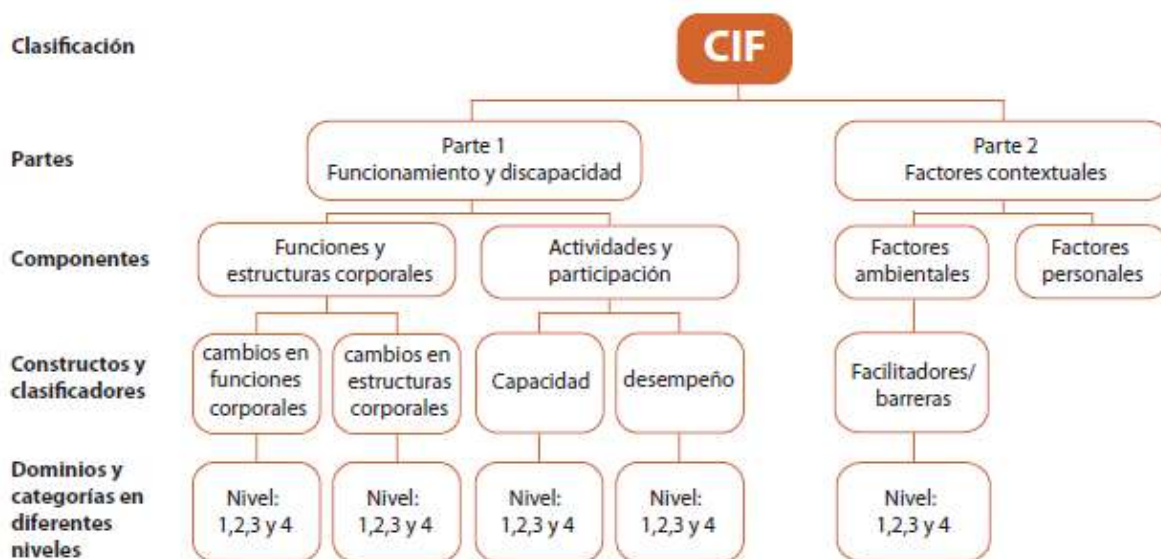 Clasificación
CIF
Partes
Parte 1
Funcionamiento y discapacidad
Parte 2
Factores contextuales
Componentes
Funciones y
estructuras corporales
Actividades y
participación
Factores
ambientales
Factores
personales
Constructos y
clasificadores
cambios en
funciones
corporales
cambios en
estructuras
corporales
Capacidad
desempeño
Facilitadores/
barreras
Dominios y
categorías en
diferentes
niveles
Nivel:
1,2,3 y 4
Nivel:
1,2,3 y 4
Nivel:
1,2,3 y 4
Nivel:
1,2,3 y 4
Nivel:
1,2,3 y 4